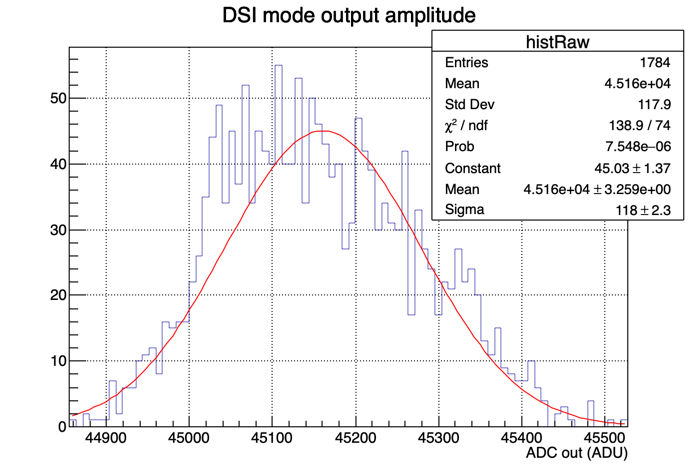 DSI mode output amplitude
histRaw
Entries 1784
Mean 4.516e+04
Std Dev 117.9
χ² / ndf 138.9 / 74
Prob 7.548e−06
Constant 45.03 ± 1.37
Mean 4.516e+04 ± 3.259e+00
Sigma 118 ± 2.3
50
40
30
20
10
0
44900 45000 45100 45200 45300 45400 45500
ADC out (ADU)